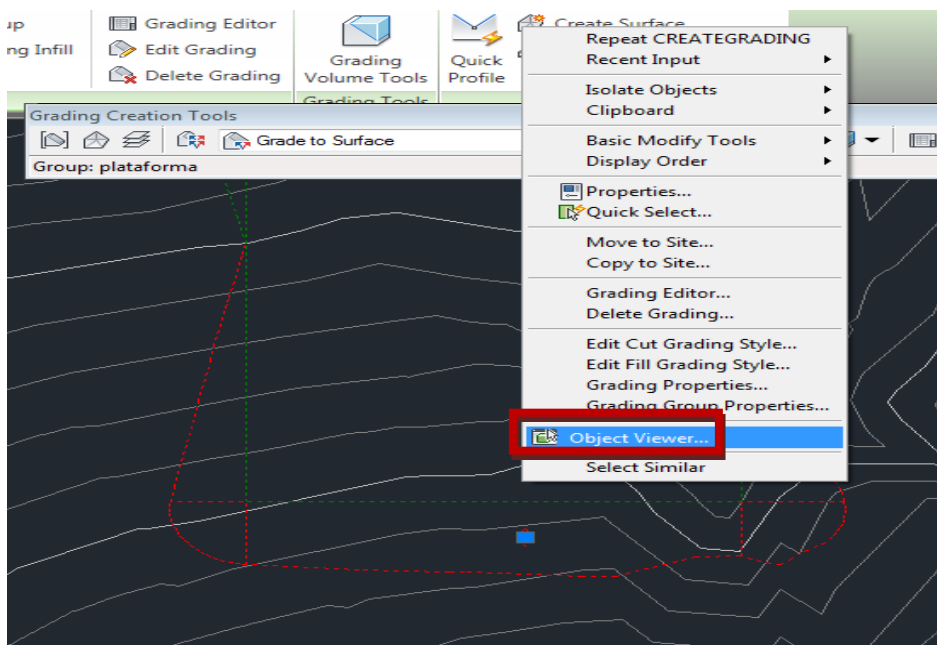 Grading Editor
Create Surface
ng Infill
Edit Grading
Delete Grading
Grading
Volume Tools
Quick
Profile
Grading Tools
Grading Creation Tools
Grade to Surface
Group: plataforma
Repeat CREATEGRADING
Recent Input
Isolate Objects
Clipboard
Basic Modify Tools
Display Order
Properties...
Quick Select...
Move to Site...
Copy to Site...
Grading Editor...
Delete Grading...
Edit Cut Grading Style...
Edit Fill Grading Style...
Grading Properties...
Grading Group Properties...
Object Viewer...
Select Similar